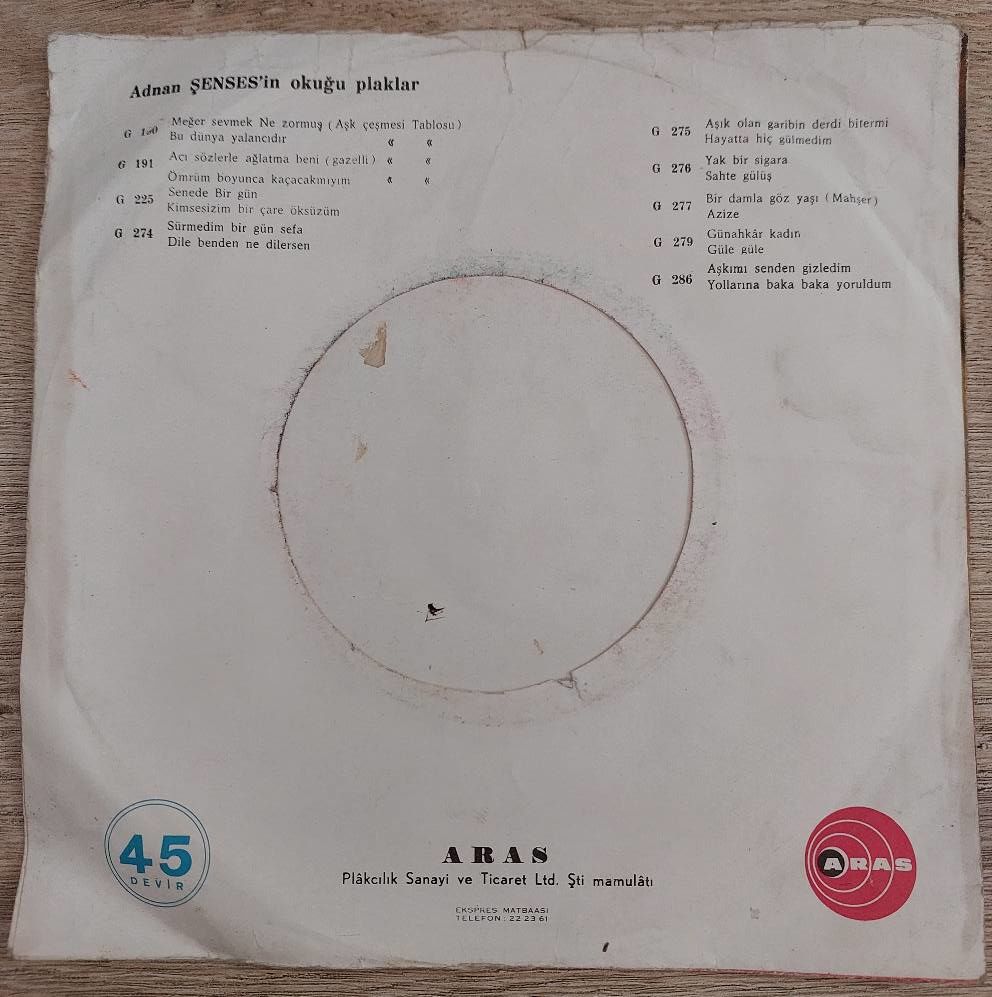 Adnan ŞENSES'in okuğu plaklar
Meğer sevmek Ne zormuş (Aşk çeşmesi Tablosu)
G
Bu dünya yalancıdır « «
G 191 Acı sözlerle ağlatma beni (gazelli) « «
Ömrüm boyunca kaçacakmıyım « «
G 225 Senede Bir gün
Kimsesizim bir çare öksüzüm
G 274 Sürmedim bir gün sefa
Dile benden ne dilersen
G 275 Aşık olan garibin derdi bitermi
Hayatta hiç gülmedim
G 276 Yak bir sigara
Sahte gülüş
G 277 Bir damla göz yaşı (Mahşer)
Azize
G 279 Günahkâr kadın
Güle güle
G 286 Aşkımı senden gizledim
Yollarına baka baka yoruldum
45
DEVİR
ARAS
Plâkcılık Sanayi ve Ticaret Ltd. Şti mamulâtı
EKSPRES MATBAASI
TELEFON: 22 23 61
ARAS